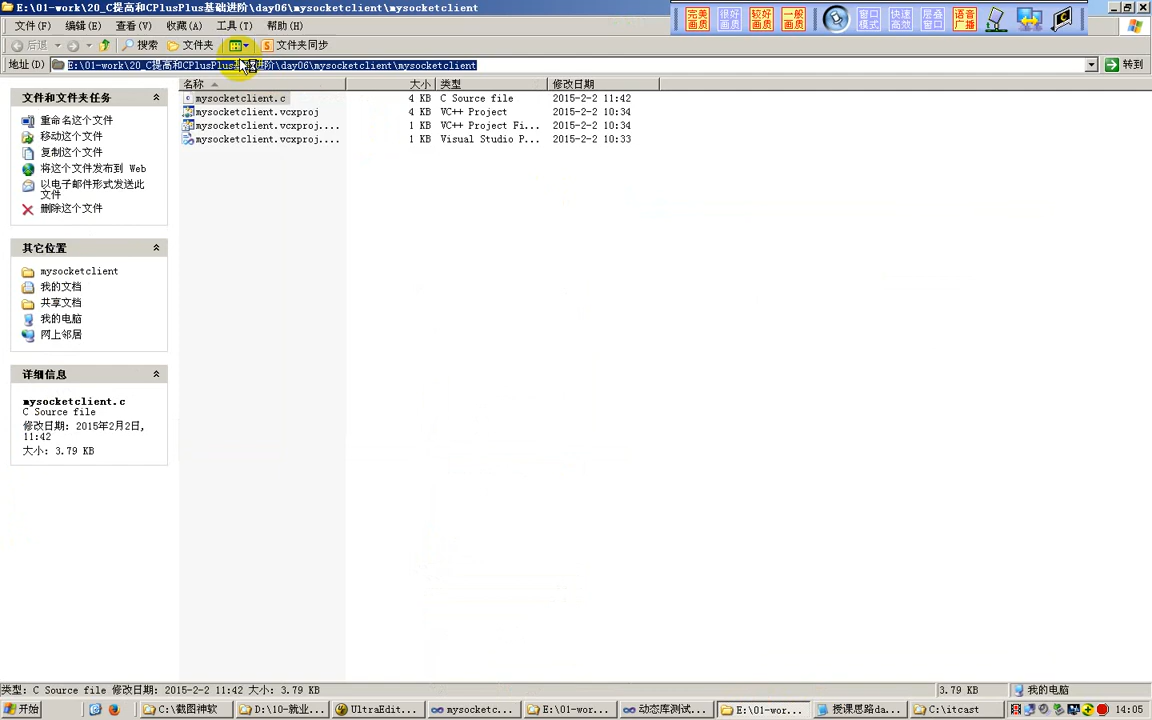 E:\01-work\20_C提高和CPlusPlus基础进阶\day06\mysocketclient\mysocketclient
完美画质 很好画质 较好画质 一般画质 窗口模式 快速高效 层叠窗口 语音广播
文件(F) 编辑(E) 查看(V) 收藏(A) 工具(T) 帮助(H)
后退 搜索 文件夹 文件夹同步
地址(D) E:\01-work\20_C提高和CPlusPlus基础进阶\day06\mysocketclient\mysocketclient 转到
名称 大小 类型 修改日期
mysocketclient.c 4 KB C Source file 2015-2-2 11:42
mysocketclient.vcxproj 4 KB VC++ Project 2015-2-2 10:34
mysocketclient.vcxproj.... 1 KB VC++ Project Fi... 2015-2-2 10:34
mysocketclient.vcxproj.... 1 KB Visual Studio P... 2015-2-2 10:33
文件和文件夹任务
重命名这个文件
移动这个文件
复制这个文件
将这个文件发布到 Web
以电子邮件形式发送此
文件
删除这个文件
其它位置
mysocketclient
我的文档
共享文档
我的电脑
网上邻居
详细信息
mysocketclient.c
C Source file
修改日期: 2015年2月2日,
11:42
大小: 3.79 KB
类型: C Source file 修改日期: 2015-2-2 11:42 大小: 3.79 KB 3.79 KB 我的电脑
开始 C:\截图神软 D:\10-就业... UltraEdit... mysocketc... E:\01-wor... 动态库测试... E:\01-wor... 授课思路da... C:\itcast 14:05